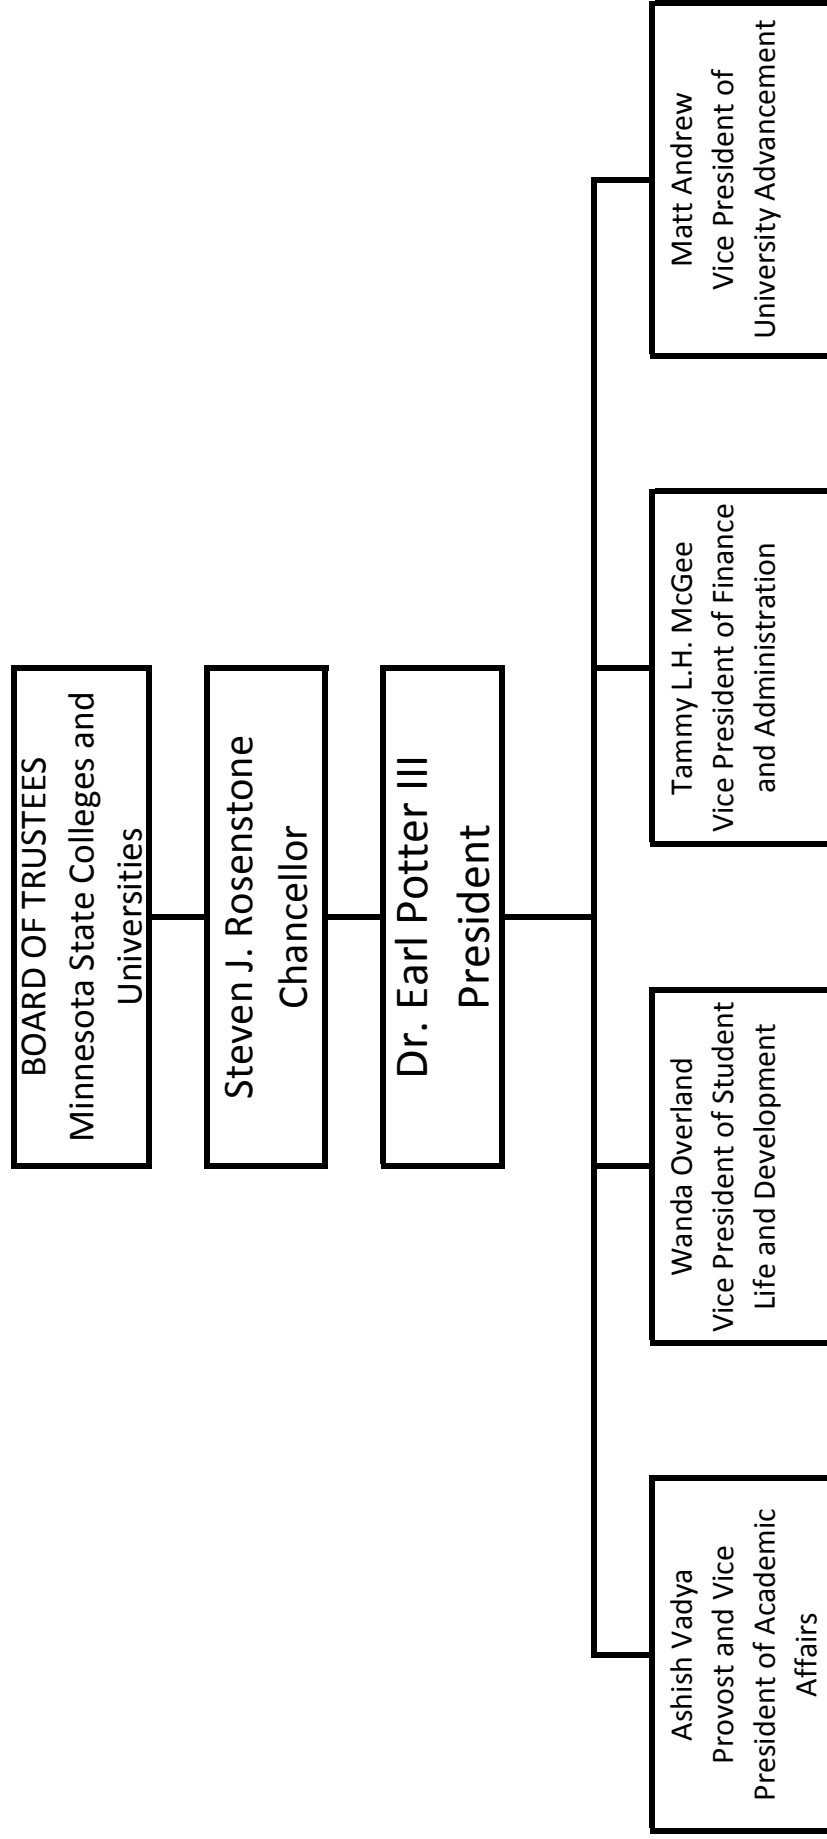 BOARD OF TRUSTEES
Minnesota State Colleges and
Universities
Steven J. Rosenstone
Chancellor
Dr. Earl Potter III
President
Ashish Vadya
Provost and Vice
President of Academic
Affairs
Wanda Overland
Vice President of Student
Life and Development
Tammy L.H. McGee
Vice President of Finance
and Administration
Matt Andrew
Vice President of
University Advancement